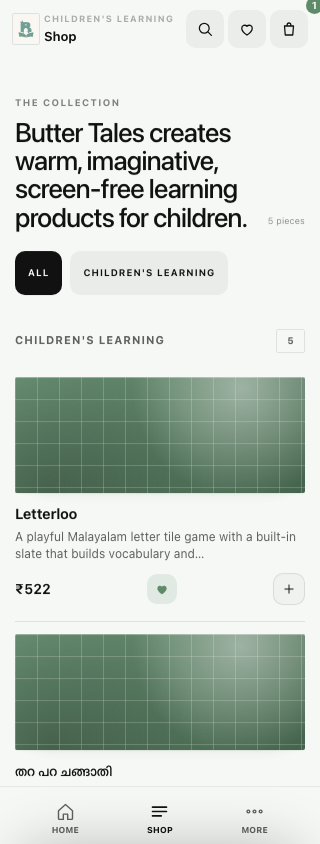 CHILDREN'S LEARNING
Shop
1
THE COLLECTION
Butter Tales creates
warm, imaginative,
screen-free learning
products for children.
5 pieces
ALL
CHILDREN'S LEARNING
CHILDREN'S LEARNING
5
Letterloo
A playful Malayalam letter tile game with a built-in
slate that builds vocabulary and...
₹522
തറ പറ ചങ്ങാതി
HOME
SHOP
MORE